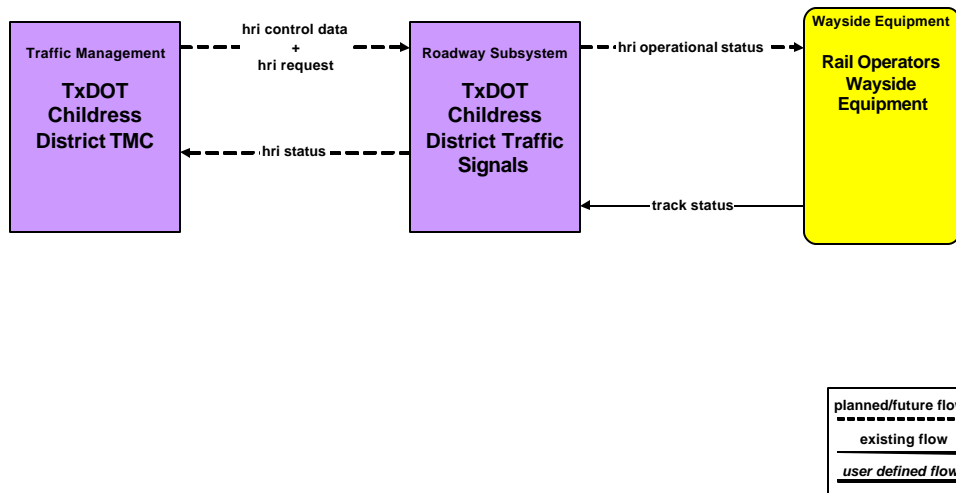 Traffic Management
TxDOT
Childress
District TMC
hri control data
+
hri request
hri status
Roadway Subsystem
TxDOT
Childress
District Traffic
Signals
hri operational status
track status
Wayside Equipment
Rail Operators
Wayside
Equipment
planned/future flow
existing flow
user defined flow